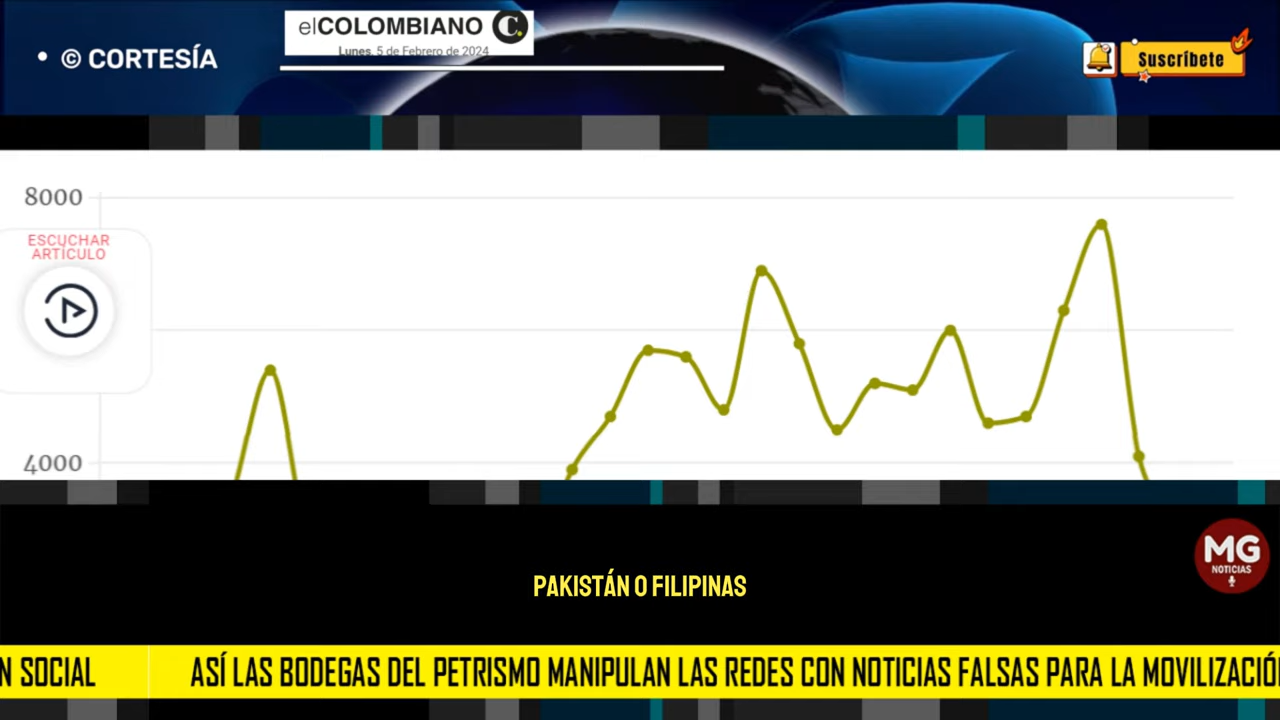 elCOLOMBIANO C
Lunes, 5 de Febrero de 2024
• © CORTESÍA
Suscríbete
8000
ESCUCHAR
ARTÍCULO
4000
MG
NOTICIAS
PAKISTÁN O FILIPINAS
N SOCIAL ASÍ LAS BODEGAS DEL PETRISMO MANIPULAN LAS REDES CON NOTICIAS FALSAS PARA LA MOVILIZACIÓN